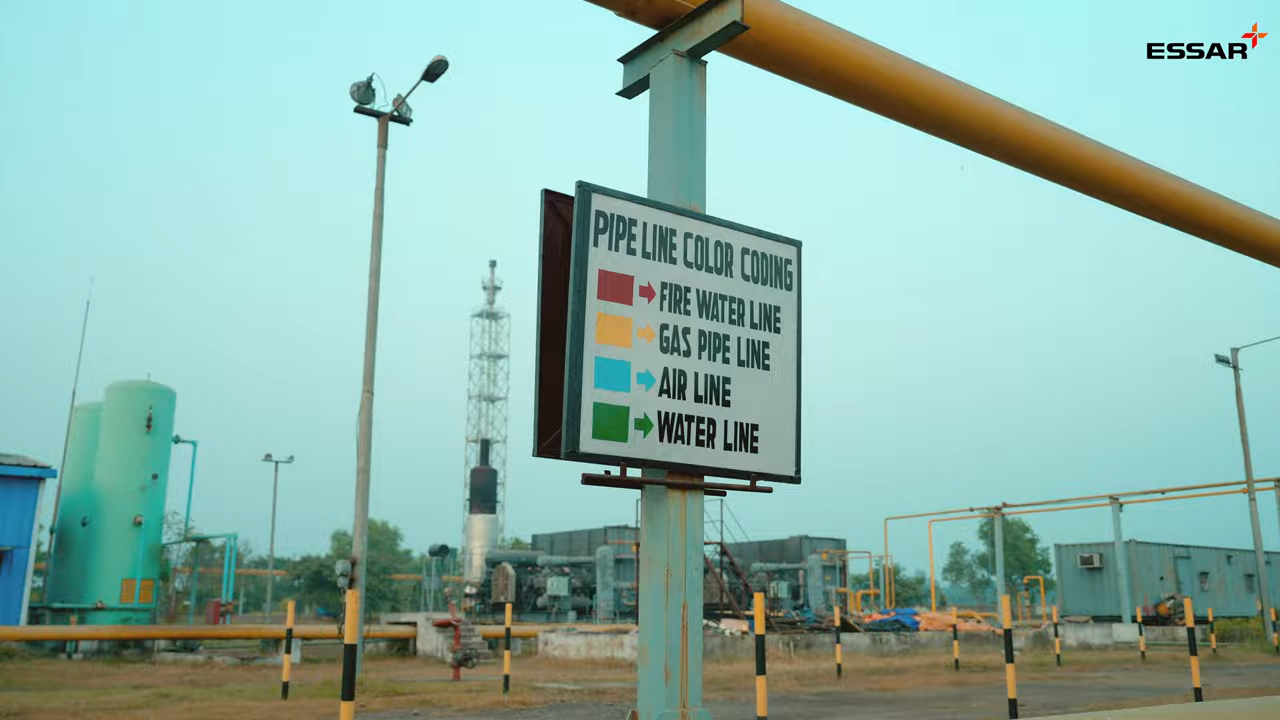 ESSAR
PIPE LINE COLOR CODING
FIRE WATER LINE
GAS PIPE LINE
AIR LINE
WATER LINE